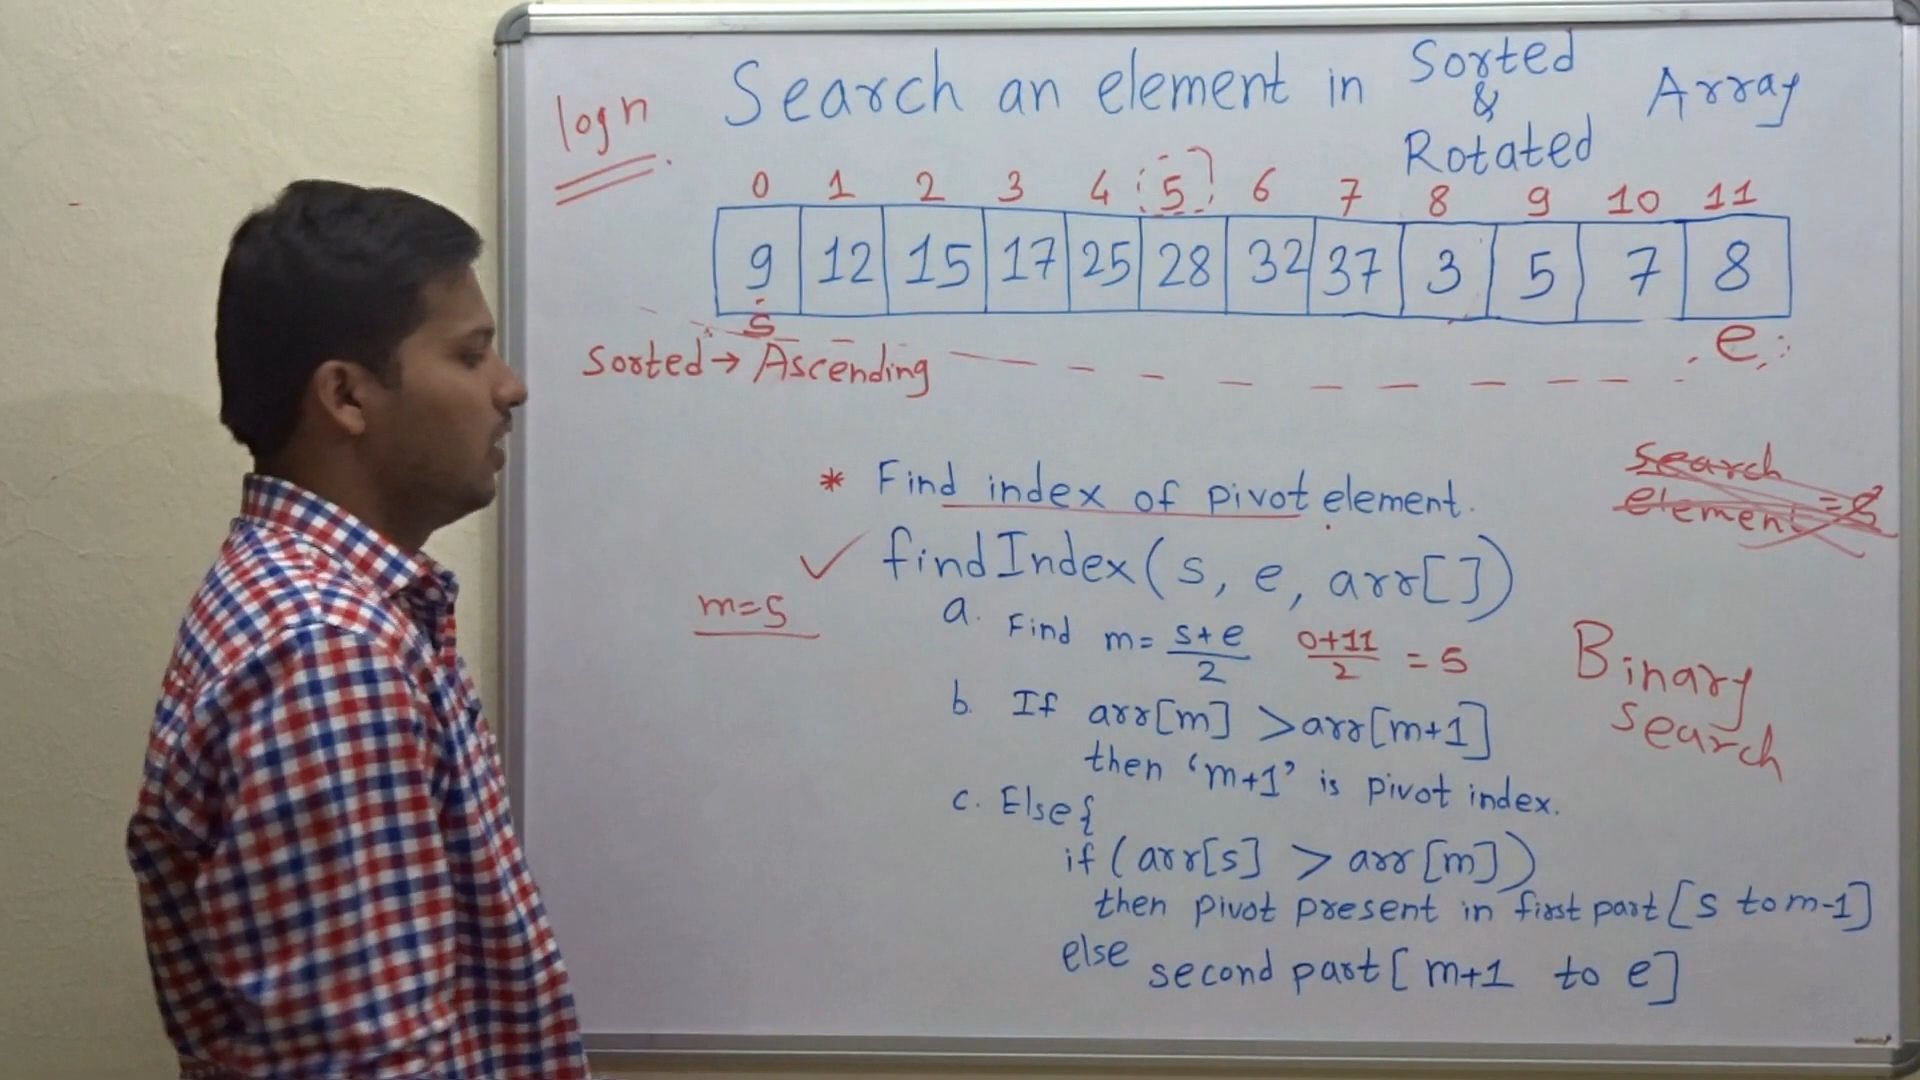 log n
Search an element in Sorted & Rotated Array
0 1 2 3 4 5 6 7 8 9 10 11
9 12 15 17 25 28 32 37 3 5 7 8
s e
Sorted → Ascending
Search
element = 8
* Find index of pivot element.
✓ findIndex(s, e, arr[])
m=5
a. Find m= s+e/2 0+11/2 = 5
Binary
search
b. If arr[m] > arr[m+1]
then 'm+1' is pivot index.
c. Else{
if (arr[s] > arr[m])
then pivot present in first part [s to m-1]
else second part [m+1 to e]